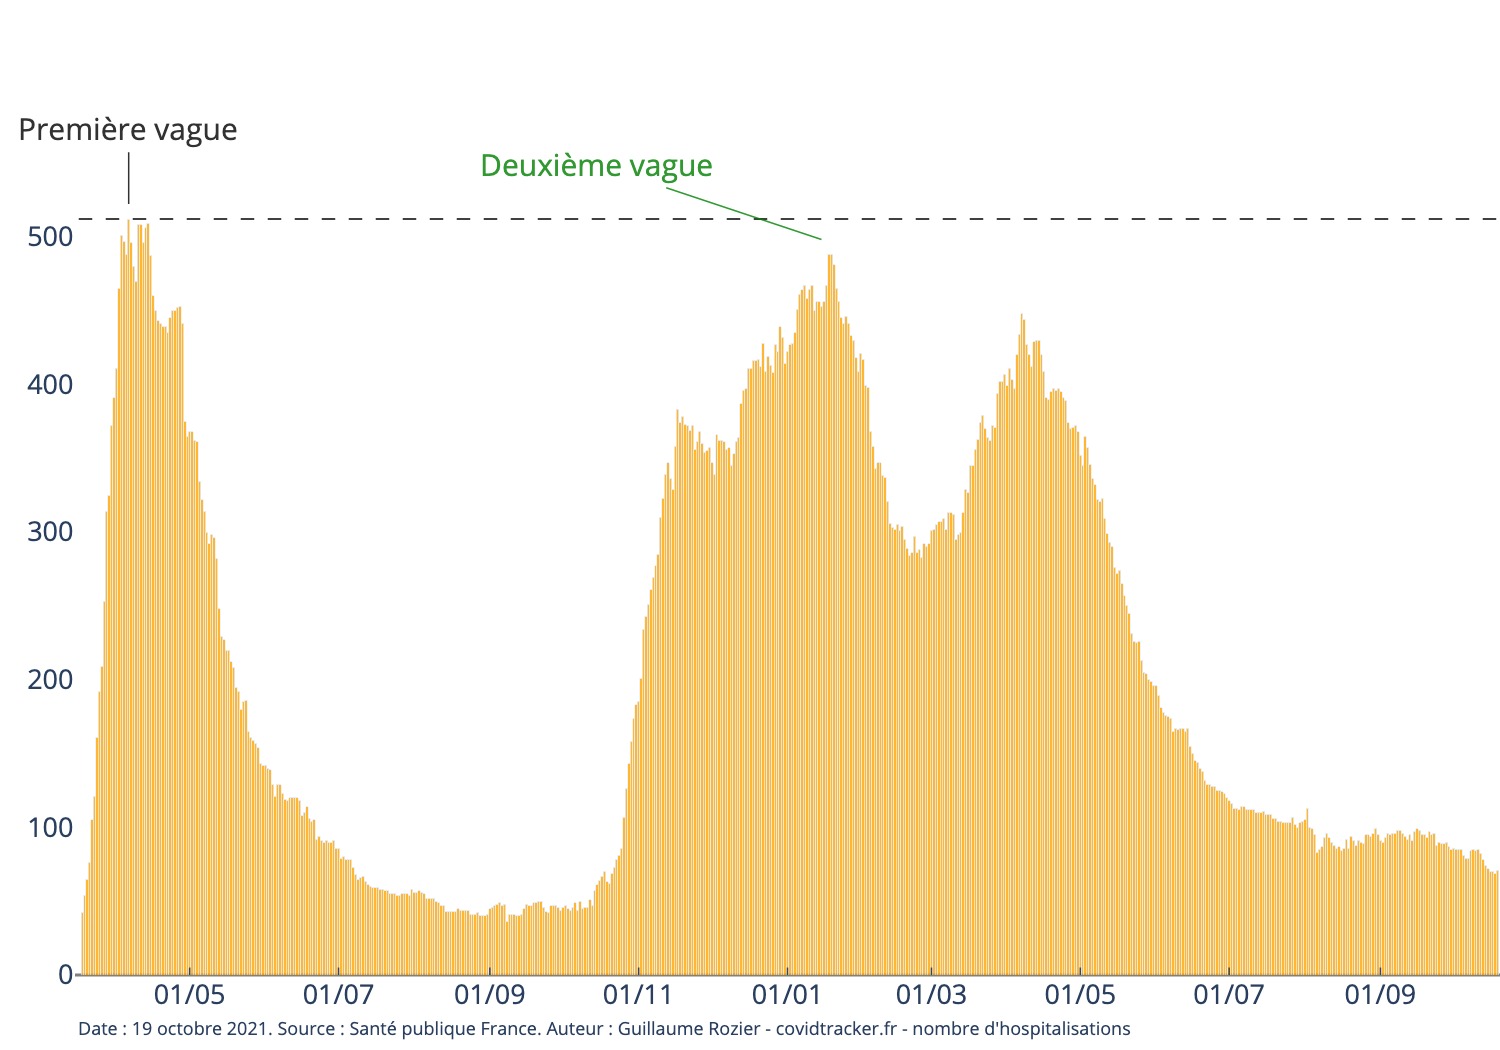 Première vague
Deuxième vague
500
400
300
200
100
0
01/05 01/07 01/09 01/11 01/01 01/03 01/05 01/07 01/09
Date : 19 octobre 2021. Source : Santé publique France. Auteur : Guillaume Rozier - covidtracker.fr - nombre d'hospitalisations